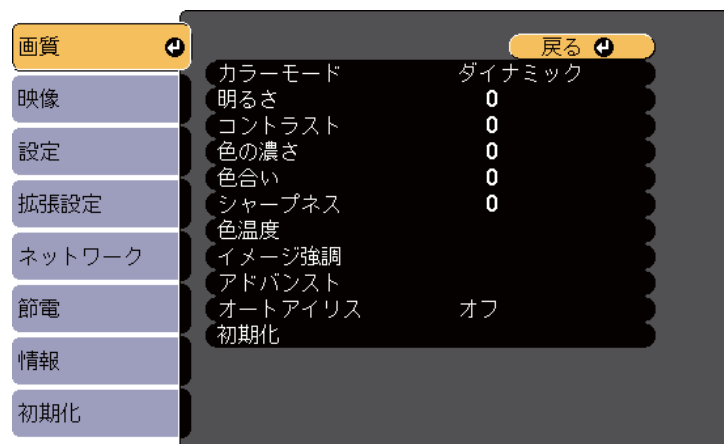 画質
映像
設定
拡張設定
ネットワーク
節電
情報
初期化
戻る
カラーモード ダイナミック
明るさ 0
コントラスト 0
色の濃さ 0
色合い 0
シャープネス 0
色温度
イメージ強調
アドバンスト
オートアイリス オフ
初期化